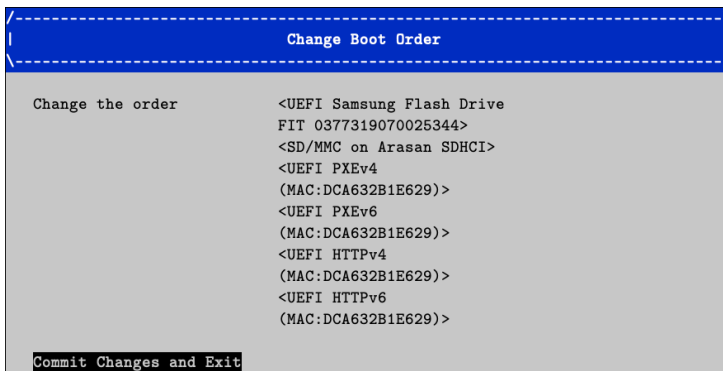 /------------------------------------------------------------------------------
| Change Boot Order
\------------------------------------------------------------------------------
Change the order <UEFI Samsung Flash Drive
FIT 0377319070025344>
<SD/MMC on Arasan SDHCI>
<UEFI PXEv4
(MAC:DCA632B1E629)>
<UEFI PXEv6
(MAC:DCA632B1E629)>
<UEFI HTTPv4
(MAC:DCA632B1E629)>
<UEFI HTTPv6
(MAC:DCA632B1E629)>
Commit Changes and Exit